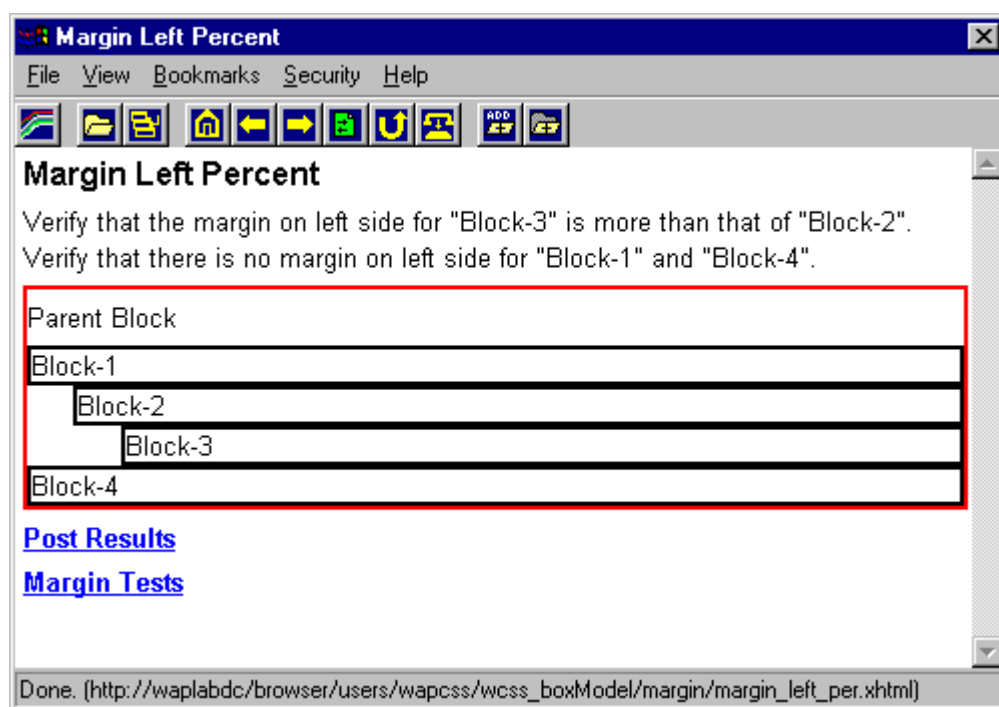 Margin Left Percent
File View Bookmarks Security Help
ADD
Margin Left Percent
Verify that the margin on left side for "Block-3" is more than that of "Block-2".
Verify that there is no margin on left side for "Block-1" and "Block-4".
Parent Block
Block-1
Block-2
Block-3
Block-4
Post Results
Margin Tests
Done. (http://waplabdc/browser/users/wapcss/wcss_boxModel/margin/margin_left_per.xhtml)